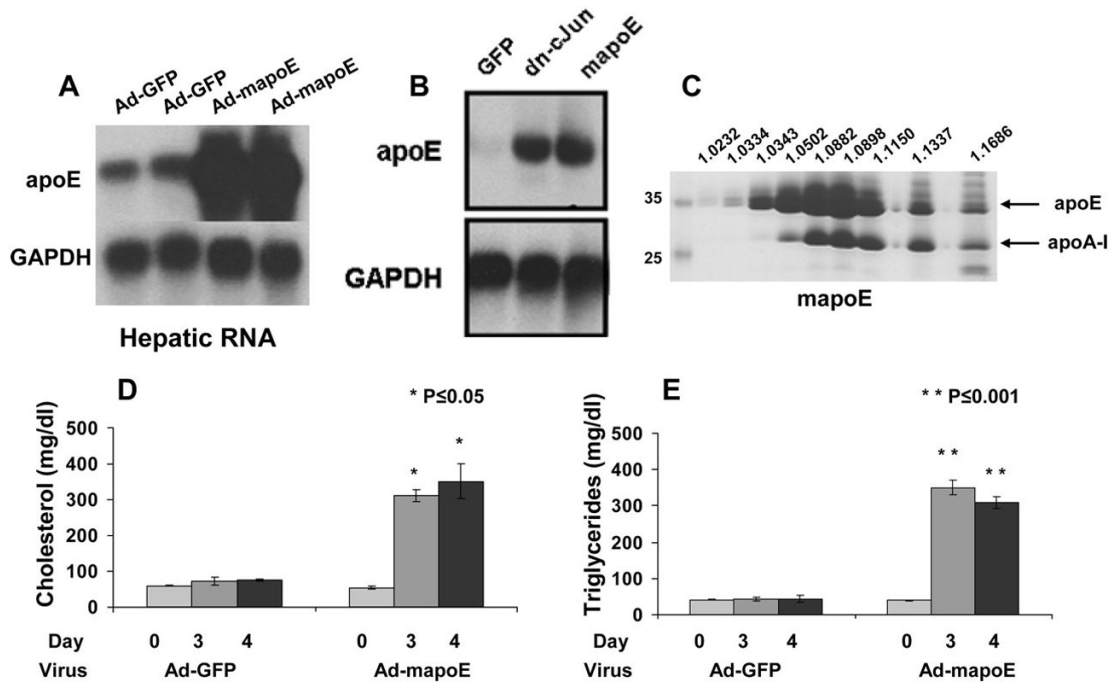 A
Ad-GFP Ad-GFP Ad-mapoE Ad-mapoE
apoE
GAPDH
Hepatic RNA
B
GFP dn-cJun mapoE
apoE
GAPDH
C
1.0232 1.0334 1.0343 1.0502 1.0882 1.0898 1.1150 1.1337 1.1686
35
25
apoE
apoA-I
mapoE
D
* P≤0.05
Cholesterol (mg/dl)
500
400
300
200
100
0
* *
Day 0 3 4 0 3 4
Virus Ad-GFP Ad-mapoE
E
* * P≤0.001
Triglycerides (mg/dl)
500
400
300
200
100
0
* * * *
Day 0 3 4 0 3 4
Virus Ad-GFP Ad-mapoE